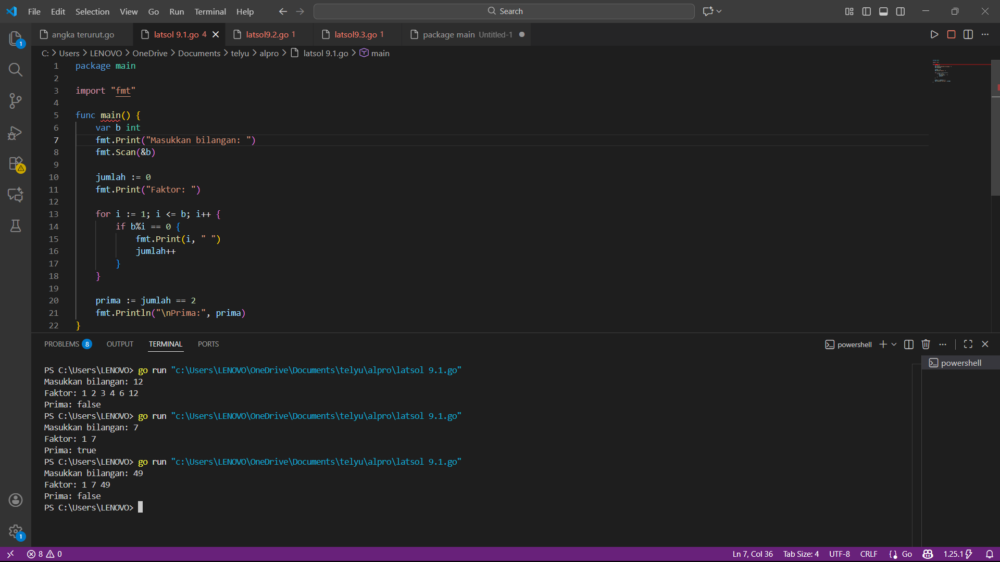 File Edit Selection View Go Run Terminal Help Search
angka terurut.go latsol 9.1.go 4 latsol9.2.go 1 latsol9.3.go 1 package main Untitled-1
C: > Users > LENOVO > OneDrive > Documents > telyu > alpro > latsol 9.1.go > main
1 package main
2
3 import "fmt"
4
5 func main() {
6 var b int
7 fmt.Print("Masukkan bilangan: ")
8 fmt.Scan(&b)
9
10 jumlah := 0
11 fmt.Print("Faktor: ")
12
13 for i := 1; i <= b; i++ {
14 if b%i == 0 {
15 fmt.Print(i, " ")
16 jumlah++
17 }
18 }
19
20 prima := jumlah == 2
21 fmt.Println("\nPrima:", prima)
22 }
PROBLEMS 8 OUTPUT TERMINAL PORTS powershell
powershell
PS C:\Users\LENOVO> go run "c:\Users\LENOVO\OneDrive\Documents\telyu\alpro\latsol 9.1.go"
Masukkan bilangan: 12
Faktor: 1 2 3 4 6 12
Prima: false
PS C:\Users\LENOVO> go run "c:\Users\LENOVO\OneDrive\Documents\telyu\alpro\latsol 9.1.go"
Masukkan bilangan: 7
Faktor: 1 7
Prima: true
PS C:\Users\LENOVO> go run "c:\Users\LENOVO\OneDrive\Documents\telyu\alpro\latsol 9.1.go"
Masukkan bilangan: 49
Faktor: 1 7 49
Prima: false
PS C:\Users\LENOVO>
1
1
8 0 Ln 7, Col 36 Tab Size: 4 UTF-8 CRLF Go 1.25.1